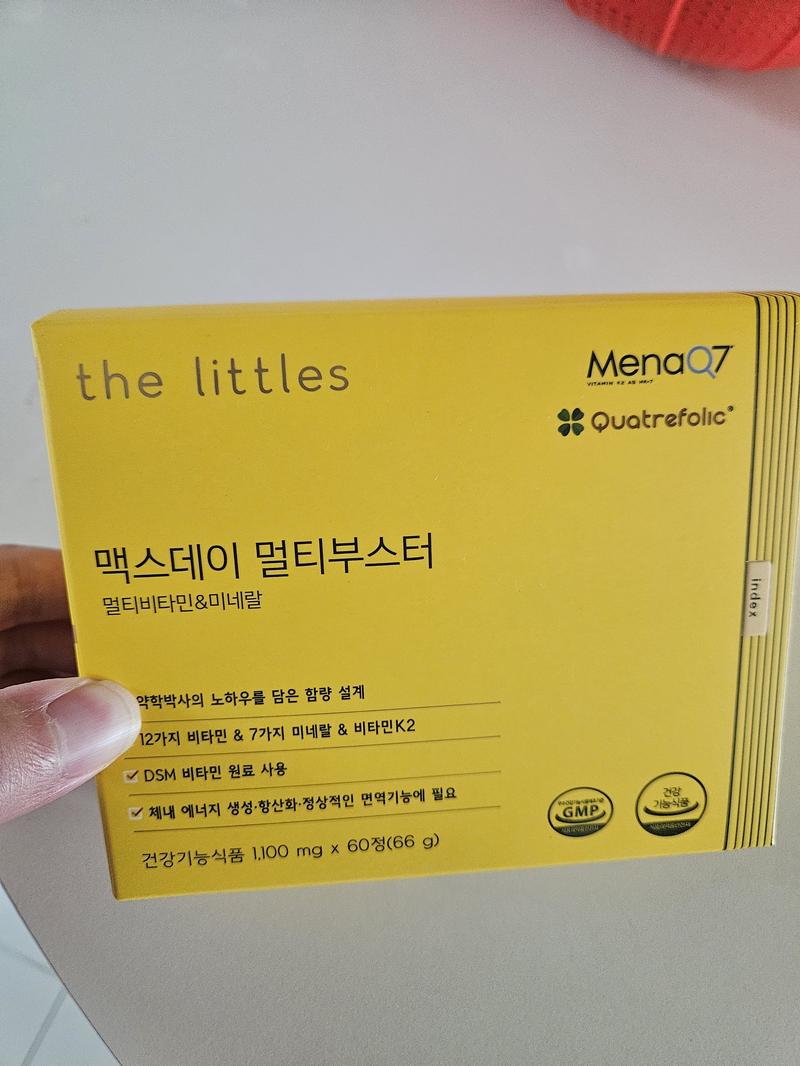 the littles
MenaQ7
VITAMIN K2 AS MK-7
Quatrefolic®
맥스데이 멀티부스터
멀티비타민&미네랄
index
약학박사의 노하우를 담은 함량 설계
12가지 비타민 & 7가지 미네랄 & 비타민K2
DSM 비타민 원료 사용
체내 에너지 생성·항산화·정상적인 면역기능에 필요
건강기능식품 1,100 mg x 60정(66 g)
GMP
건강
기능식품